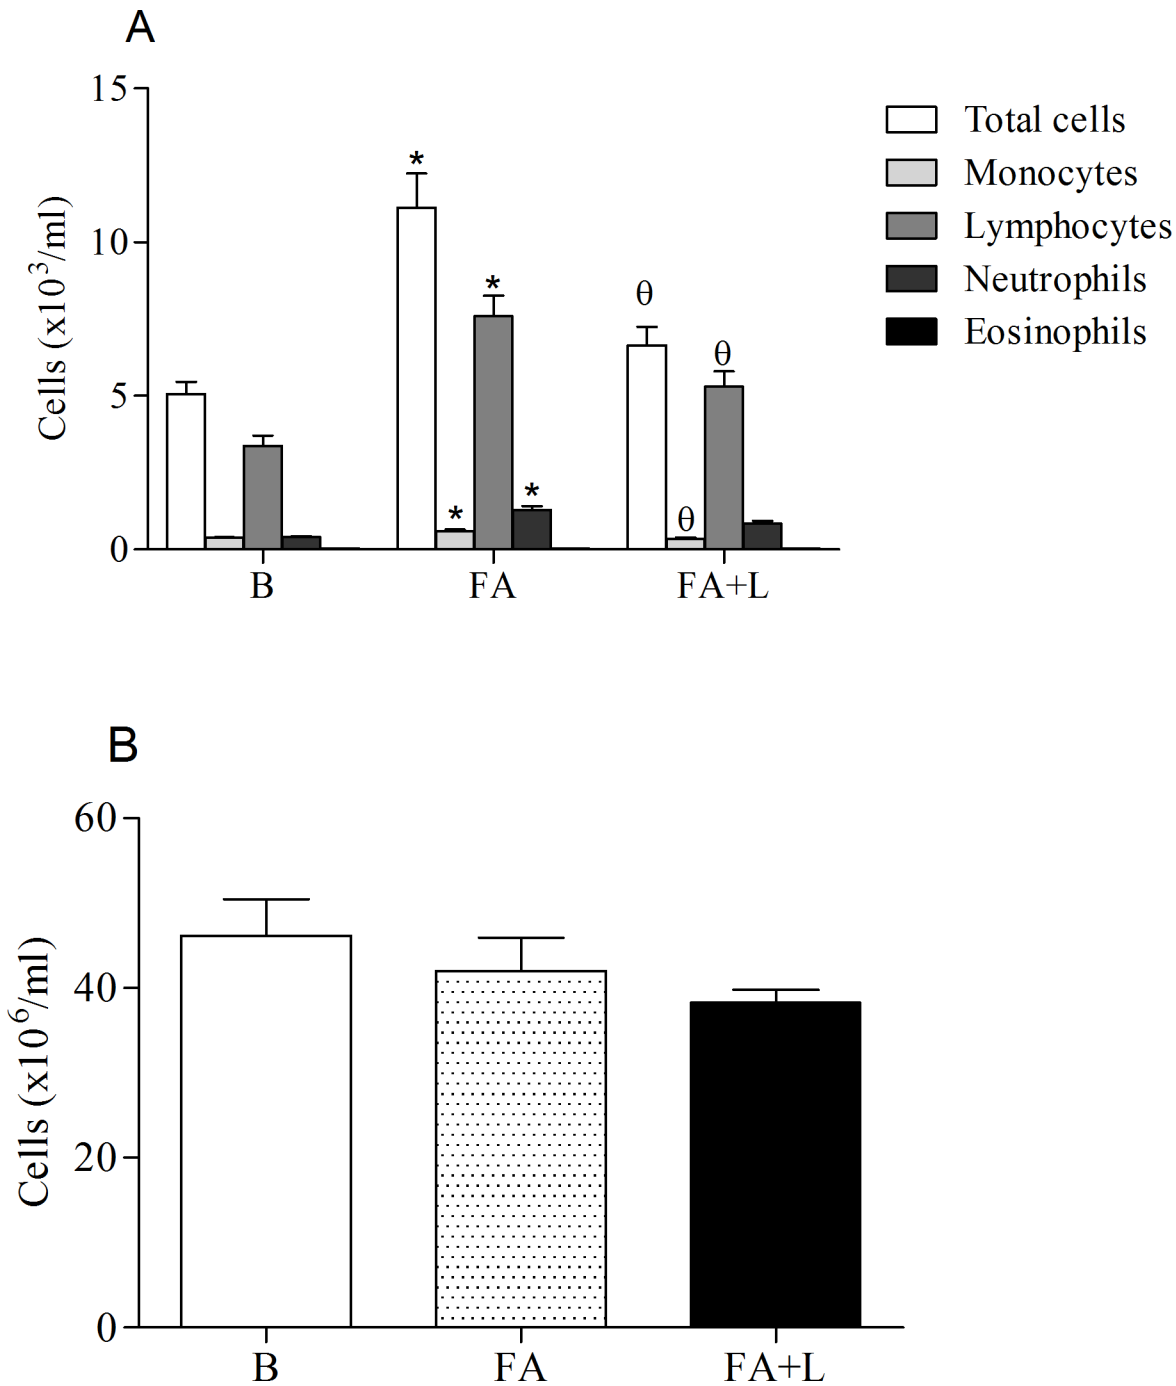 A
15
10
5
0
Cells (x10³/ml)
*
*
*
*
θ
θ
θ
B
FA
FA+L
Total cells
Monocytes
Lymphocytes
Neutrophils
Eosinophils
B
60
40
20
0
Cells (x10⁶/ml)
B
FA
FA+L